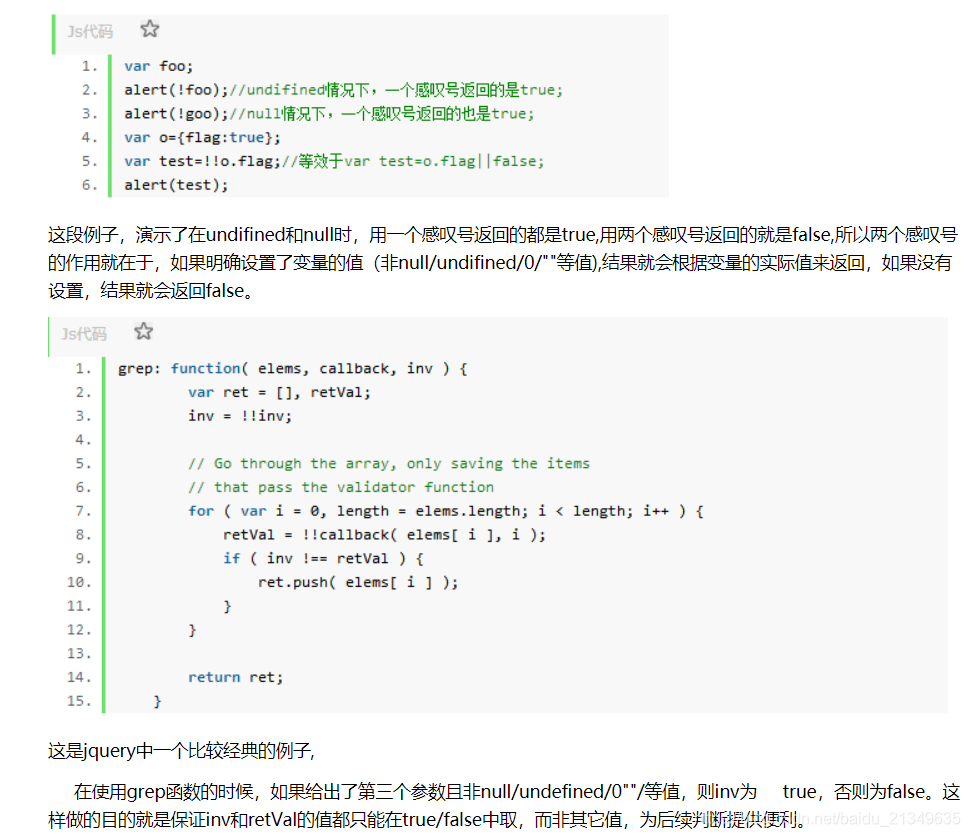 Js代码
1. var foo;
2. alert(!foo);//undifined情况下，一个感叹号返回的是true;
3. alert(!goo);//null情况下，一个感叹号返回的也是true;
4. var o={flag:true};
5. var test=!!o.flag;//等效于var test=o.flag||false;
6. alert(test);
这段例子，演示了在undifined和null时，用一个感叹号返回的都是true,用两个感叹号返回的就是false,所以两个感叹号
的作用就在于，如果明确设置了变量的值（非null/undifined/0/""等值),结果就会根据变量的实际值来返回，如果没有
设置，结果就会返回false。
Js代码
1. grep: function( elems, callback, inv ) {
2. var ret = [], retVal;
3. inv = !!inv;
4.
5. // Go through the array, only saving the items
6. // that pass the validator function
7. for ( var i = 0, length = elems.length; i < length; i++ ) {
8. retVal = !!callback( elems[ i ], i );
9. if ( inv !== retVal ) {
10. ret.push( elems[ i ] );
11. }
12. }
13.
14. return ret;
15. }
这是jquery中一个比较经典的例子,
在使用grep函数的时候，如果给出了第三个参数且非null/undefined/0""/等值，则inv为 true，否则为false。这
样做的目的就是保证inv和retVal的值都只能在true/false中取，而非其它值，为后续判断提供便利。
net/baidu_21349635